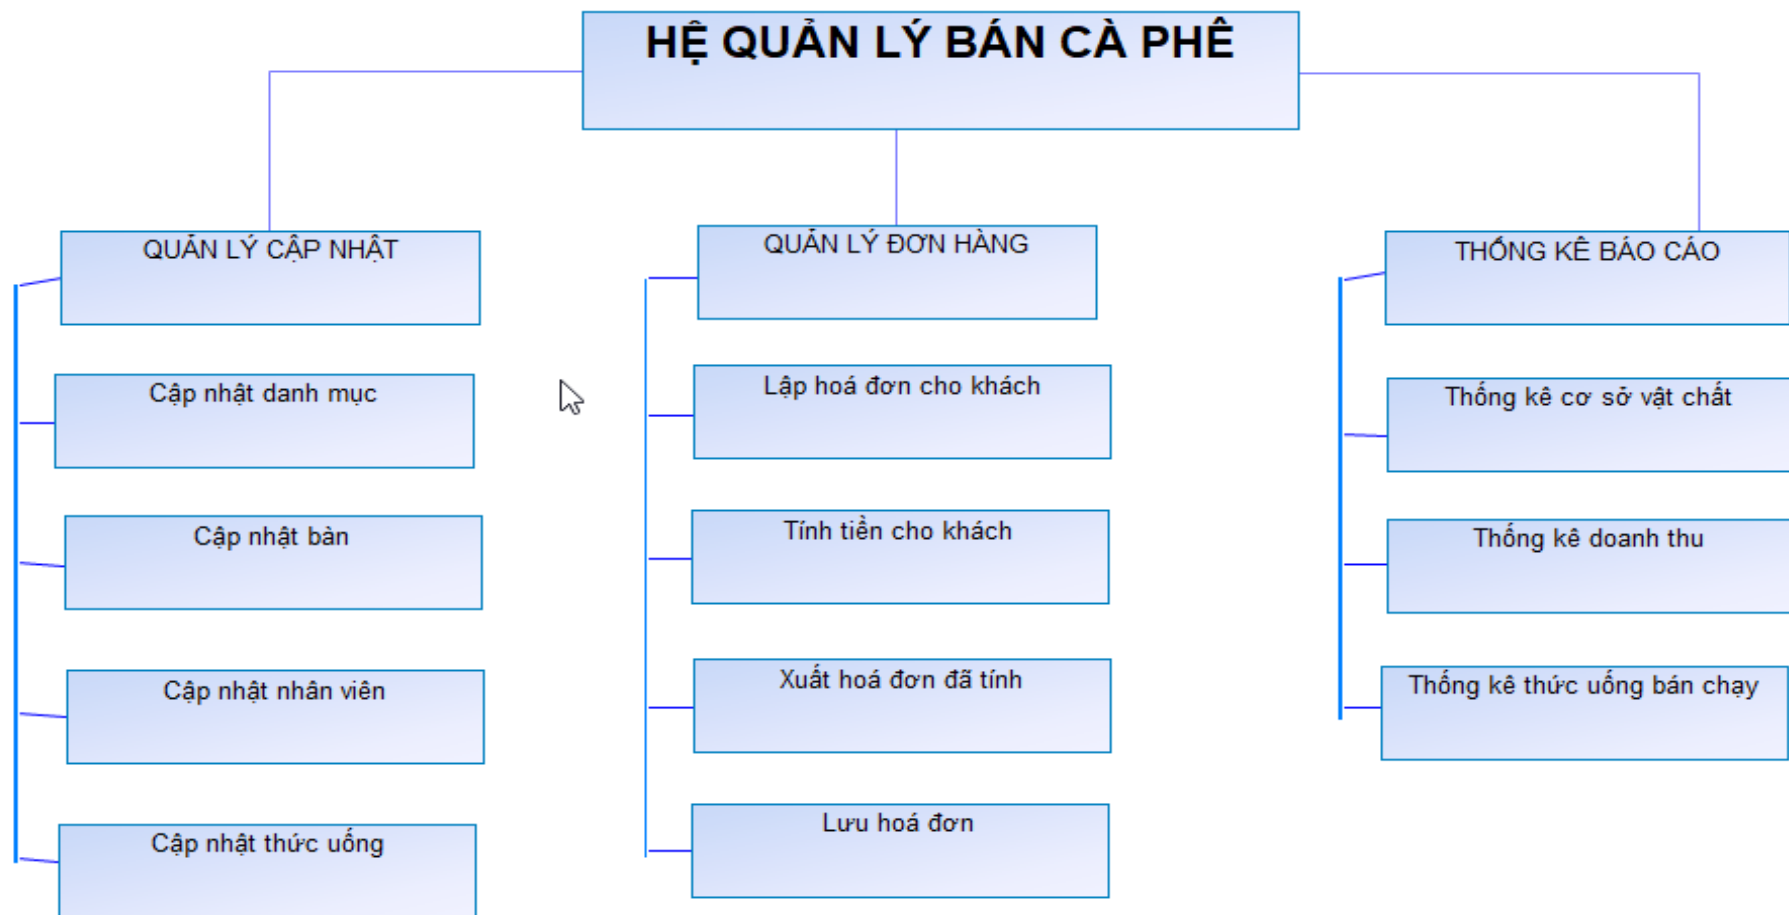 HỆ QUẢN LÝ BÁN CÀ PHÊ
QUẢN LÝ CẬP NHẬT
Cập nhật danh mục
Cập nhật bàn
Cập nhật nhân viên
Cập nhật thức uống
QUẢN LÝ ĐƠN HÀNG
Lập hoá đơn cho khách
Tính tiền cho khách
Xuất hoá đơn đã tính
Lưu hoá đơn
THỐNG KÊ BÁO CÁO
Thống kê cơ sở vật chất
Thống kê doanh thu
Thống kê thức uống bán chạy